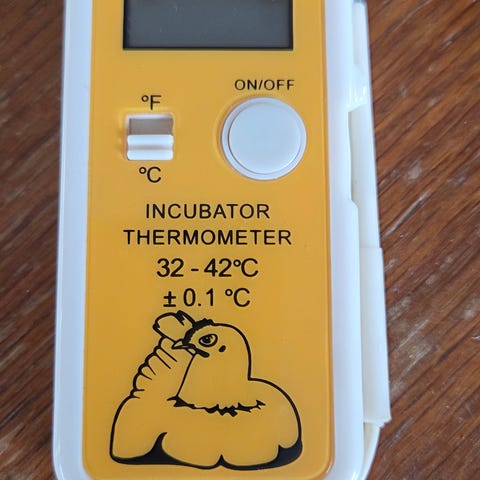 ON/OFF
°F
°C
INCUBATOR
THERMOMETER
32 - 42°C
± 0.1 °C